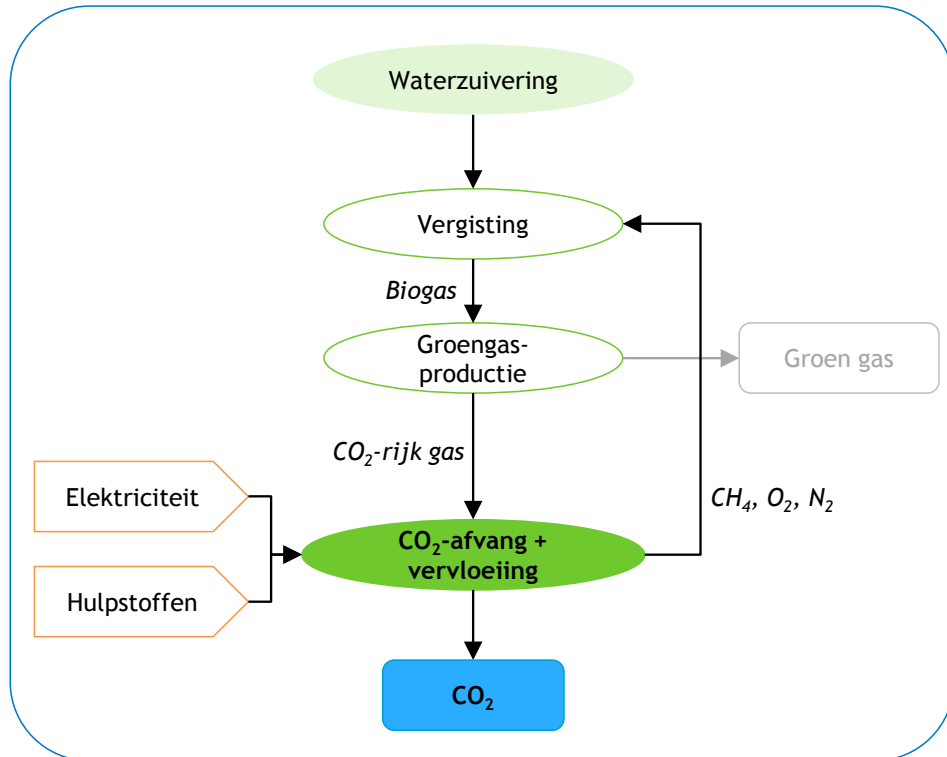 Waterzuivering
Vergisting
Biogas
Groengas-
productie
Groen gas
CO₂-rijk gas
Elektriciteit
CH₄, O₂, N₂
CO₂-afvang +
vervloeiing
Hulpstoffen
CO₂